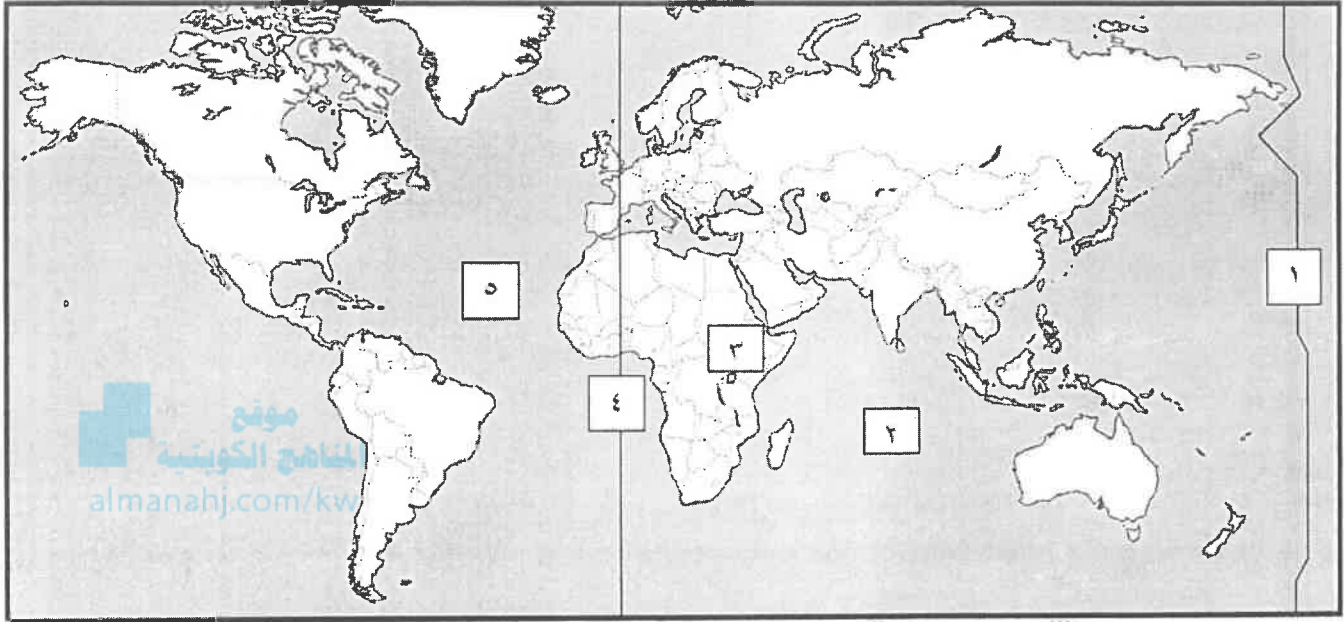 ١
٥
٣
٤
٢
موقع
المناهج الكويتية
almanahj.com/kw